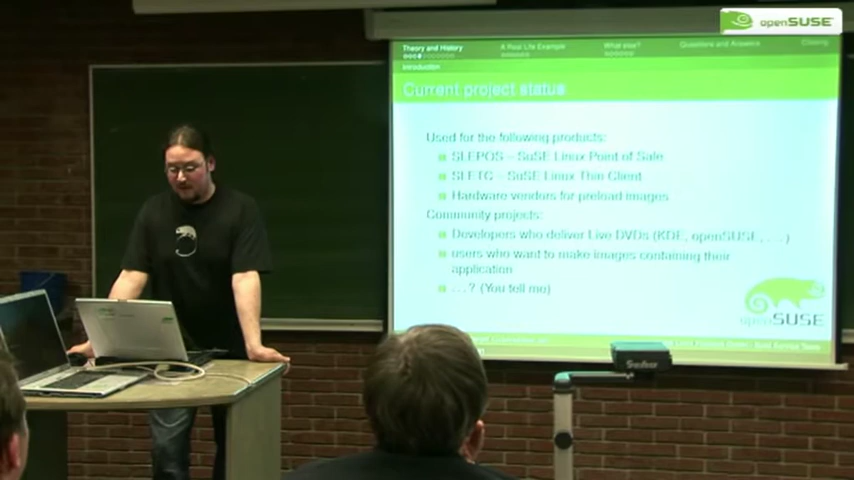 openSUSE
Theory and History
A Real Life Example
What else?
Questions and Answers
Closing
Introduction
Current project status
Used for the following products:
SLEPOS – SuSE Linux Point of Sale
SLETC – SuSE Linux Thin Client
Hardware vendors for preload images
Community projects:
Developers who deliver Live DVDs (KDE, openSUSE, . . . )
users who want to make images containing their
application
. . . ? (You tell me)
openSUSE